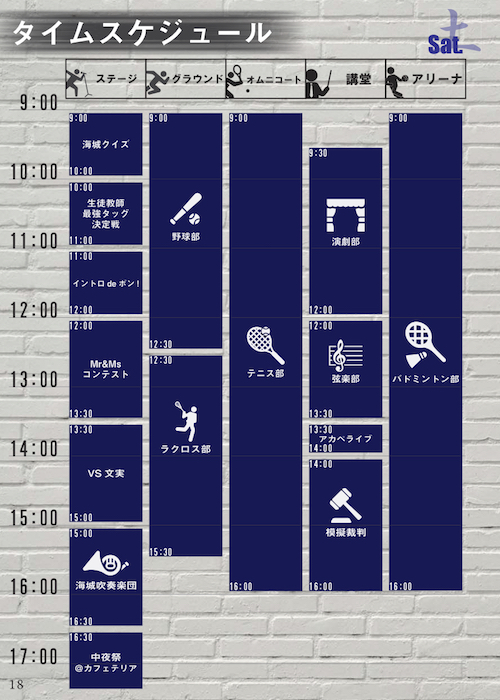 タイムスケジュール
土
Sat.
ステージ
グラウンド
オムニコート
講堂
アリーナ
9:00
10:00
11:00
12:00
13:00
14:00
15:00
16:00
17:00
9:00
海城クイズ
10:00
10:00
生徒教師
最強タッグ
決定戦
11:00
11:00
イントロ de ポン!
12:00
12:00
Mr&Ms
コンテスト
13:30
13:30
VS 文実
15:00
15:00
海城吹奏楽団
16:30
16:30
中夜祭
@カフェテリア
9:00
野球部
12:30
12:30
ラクロス部
15:30
9:00
テニス部
16:00
9:30
演劇部
12:00
12:00
弦楽部
13:30
13:30
アカペライブ
14:00
14:00
模擬裁判
16:00
9:00
バドミントン部
16:00
18